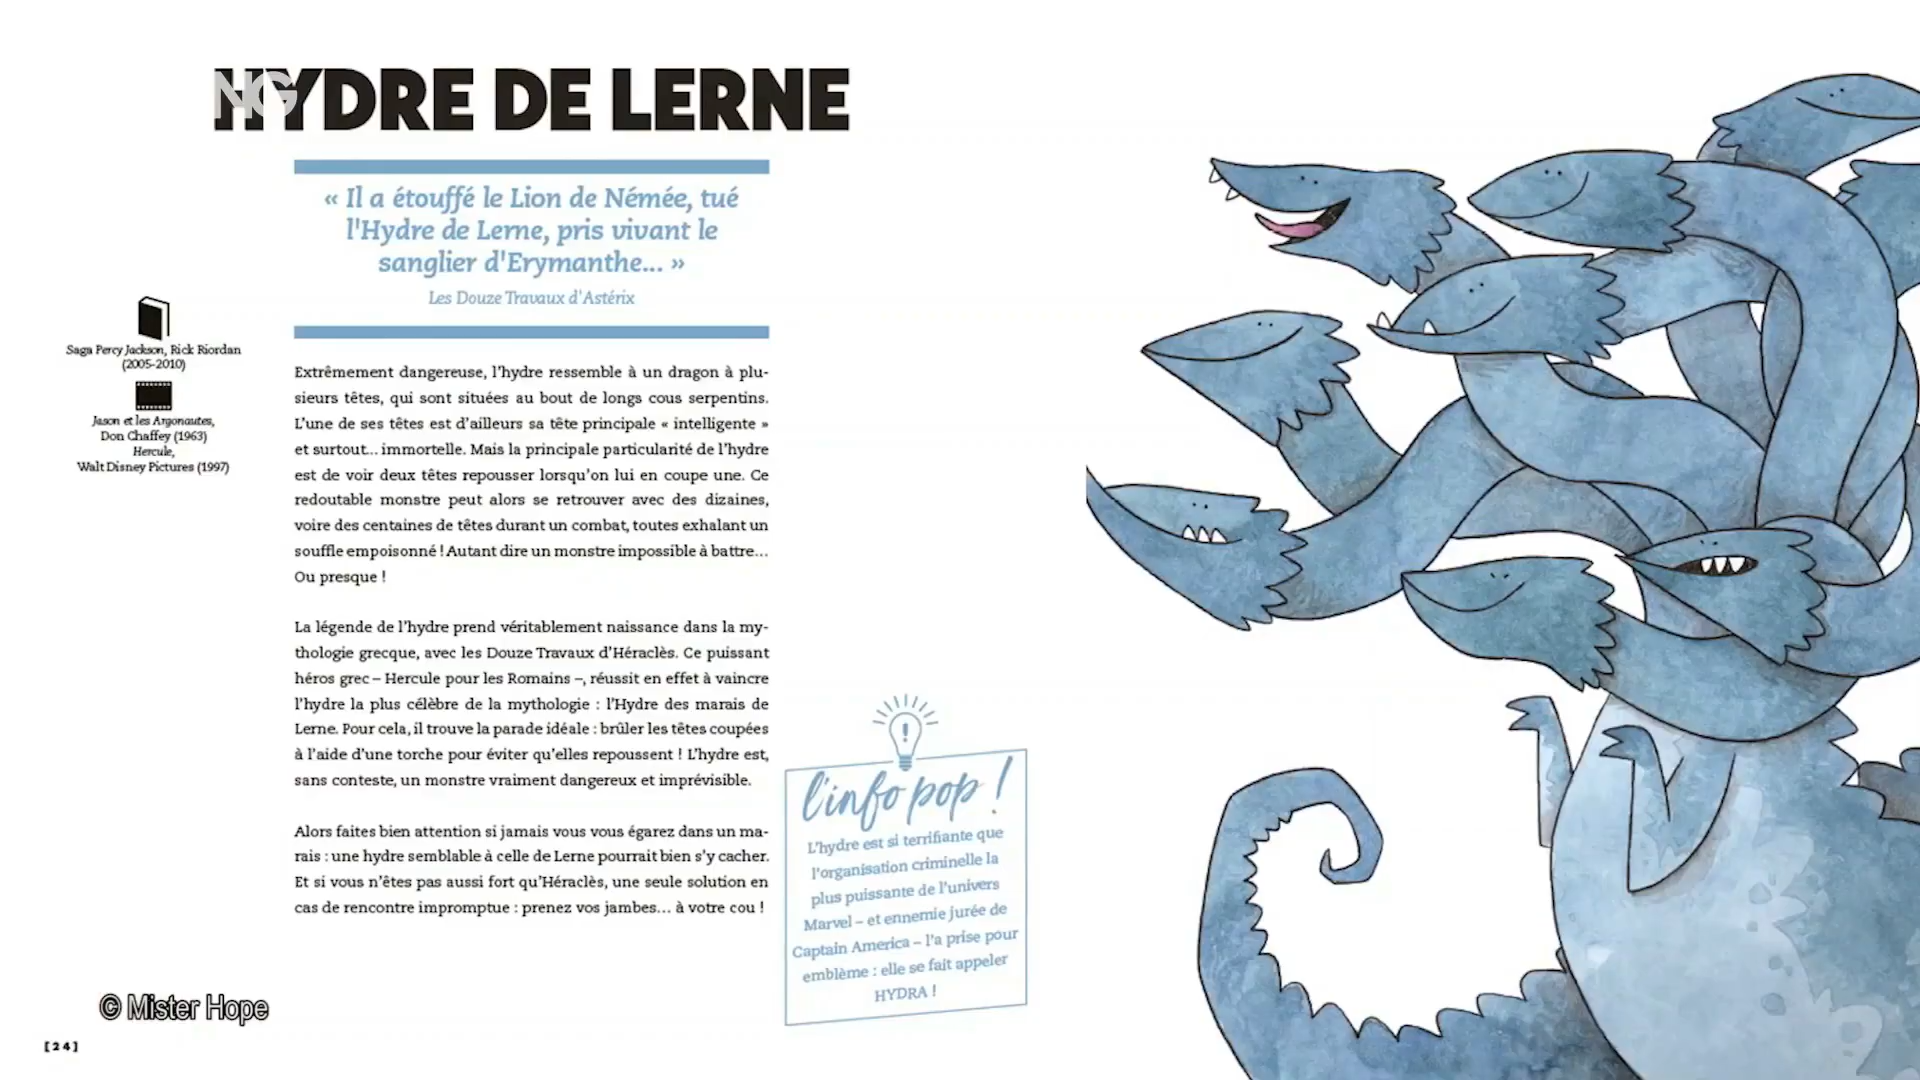 NG
HYDRE DE LERNE
« Il a étouffé le Lion de Némée, tué
l'Hydre de Lerne, pris vivant le
sanglier d'Erymanthe... »
Les Douze Travaux d'Astérix
Saga Percy Jackson, Rick Riordan
(2005-2010)
Jason et les Argonautes,
Don Chaffey (1963)
Hercule,
Walt Disney Pictures (1997)
Extrêmement dangereuse, l'hydre ressemble à un dragon à plu-
sieurs têtes, qui sont situées au bout de longs cous serpentins.
L'une de ses têtes est d'ailleurs sa tête principale « intelligente »
et surtout... immortelle. Mais la principale particularité de l'hydre
est de voir deux têtes repousser lorsqu'on lui en coupe une. Ce
redoutable monstre peut alors se retrouver avec des dizaines,
voire des centaines de têtes durant un combat, toutes exhalant un
souffle empoisonné ! Autant dire un monstre impossible à battre...
Ou presque !
La légende de l'hydre prend véritablement naissance dans la my-
thologie grecque, avec les Douze Travaux d'Héraclès. Ce puissant
héros grec – Hercule pour les Romains –, réussit en effet à vaincre
l'hydre la plus célèbre de la mythologie : l'Hydre des marais de
Lerne. Pour cela, il trouve la parade idéale : brûler les têtes coupées
à l'aide d'une torche pour éviter qu'elles repoussent ! L'hydre est,
sans conteste, un monstre vraiment dangereux et imprévisible.
Alors faites bien attention si jamais vous vous égarez dans un ma-
rais : une hydre semblable à celle de Lerne pourrait bien s'y cacher.
Et si vous n'êtes pas aussi fort qu'Héraclès, une seule solution en
cas de rencontre impromptue : prenez vos jambes... à votre cou !
l'info pop !
L'hydre est si terrifiante que
l'organisation criminelle la
plus puissante de l'univers
Marvel – et ennemie jurée de
Captain America – l'a prise pour
emblème : elle se fait appeler
HYDRA !
© Mister Hope
[24]